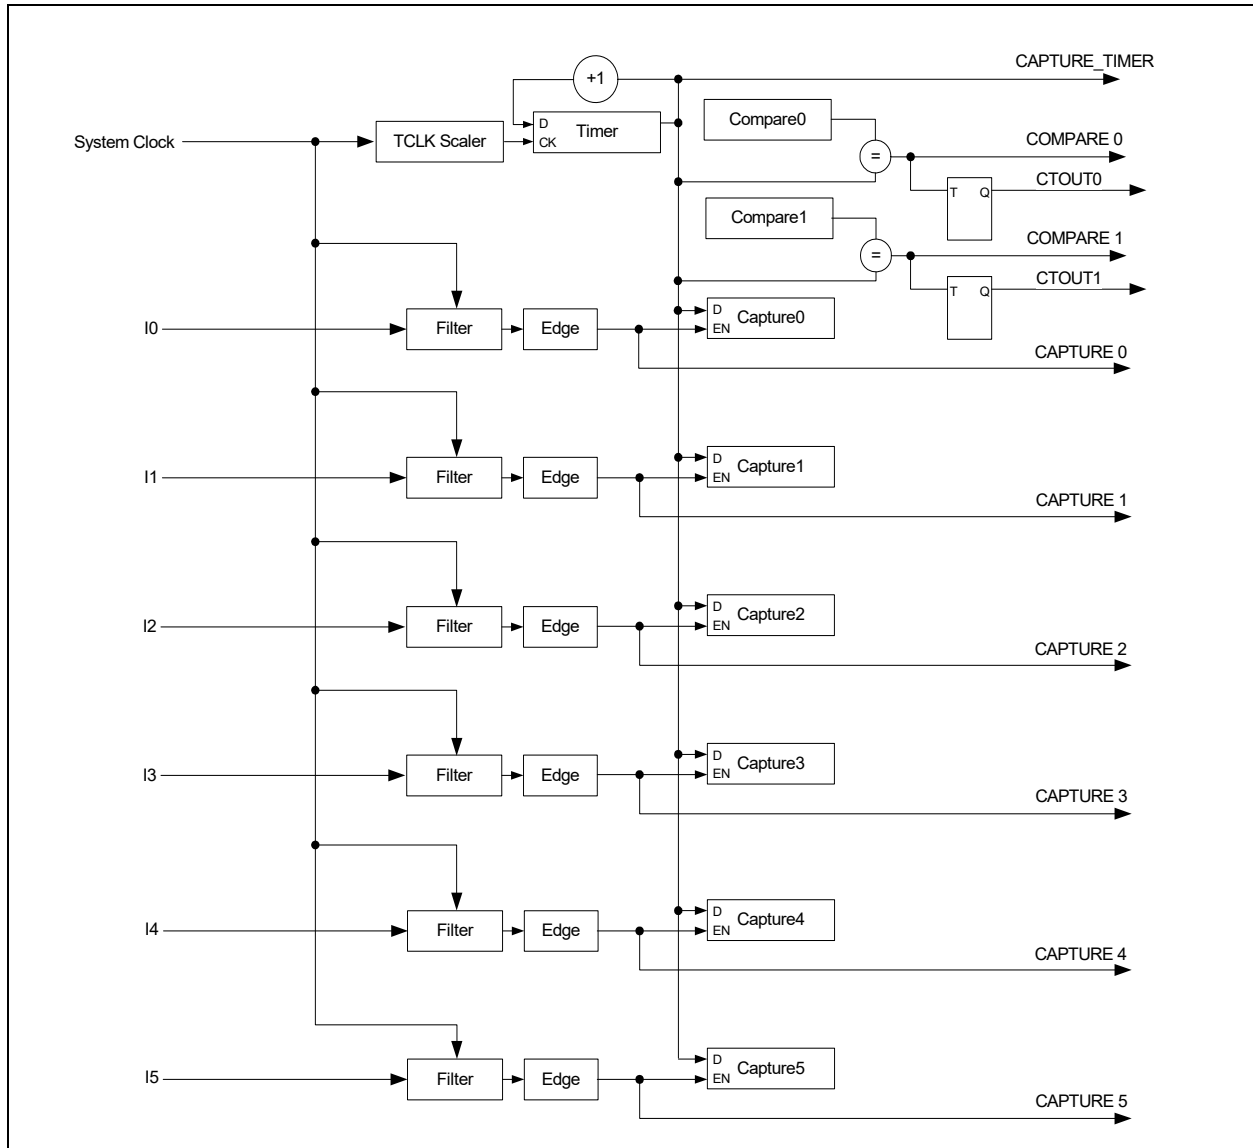 CAPTURE_TIMER
+1
Compare0
D
Timer
System Clock
TCLK Scaler
CK
COMPARE 0
=
CTOUT0
T Q
Compare1
COMPARE 1
=
CTOUT1
T Q
D
Capture0
I0
Filter
Edge
EN
CAPTURE 0
D
Capture1
I1
Filter
Edge
EN
CAPTURE 1
D
Capture2
I2
Filter
Edge
EN
CAPTURE 2
D
Capture3
I3
Filter
Edge
EN
CAPTURE 3
D
Capture4
I4
Filter
Edge
EN
CAPTURE 4
D
Capture5
I5
Filter
Edge
EN
CAPTURE 5